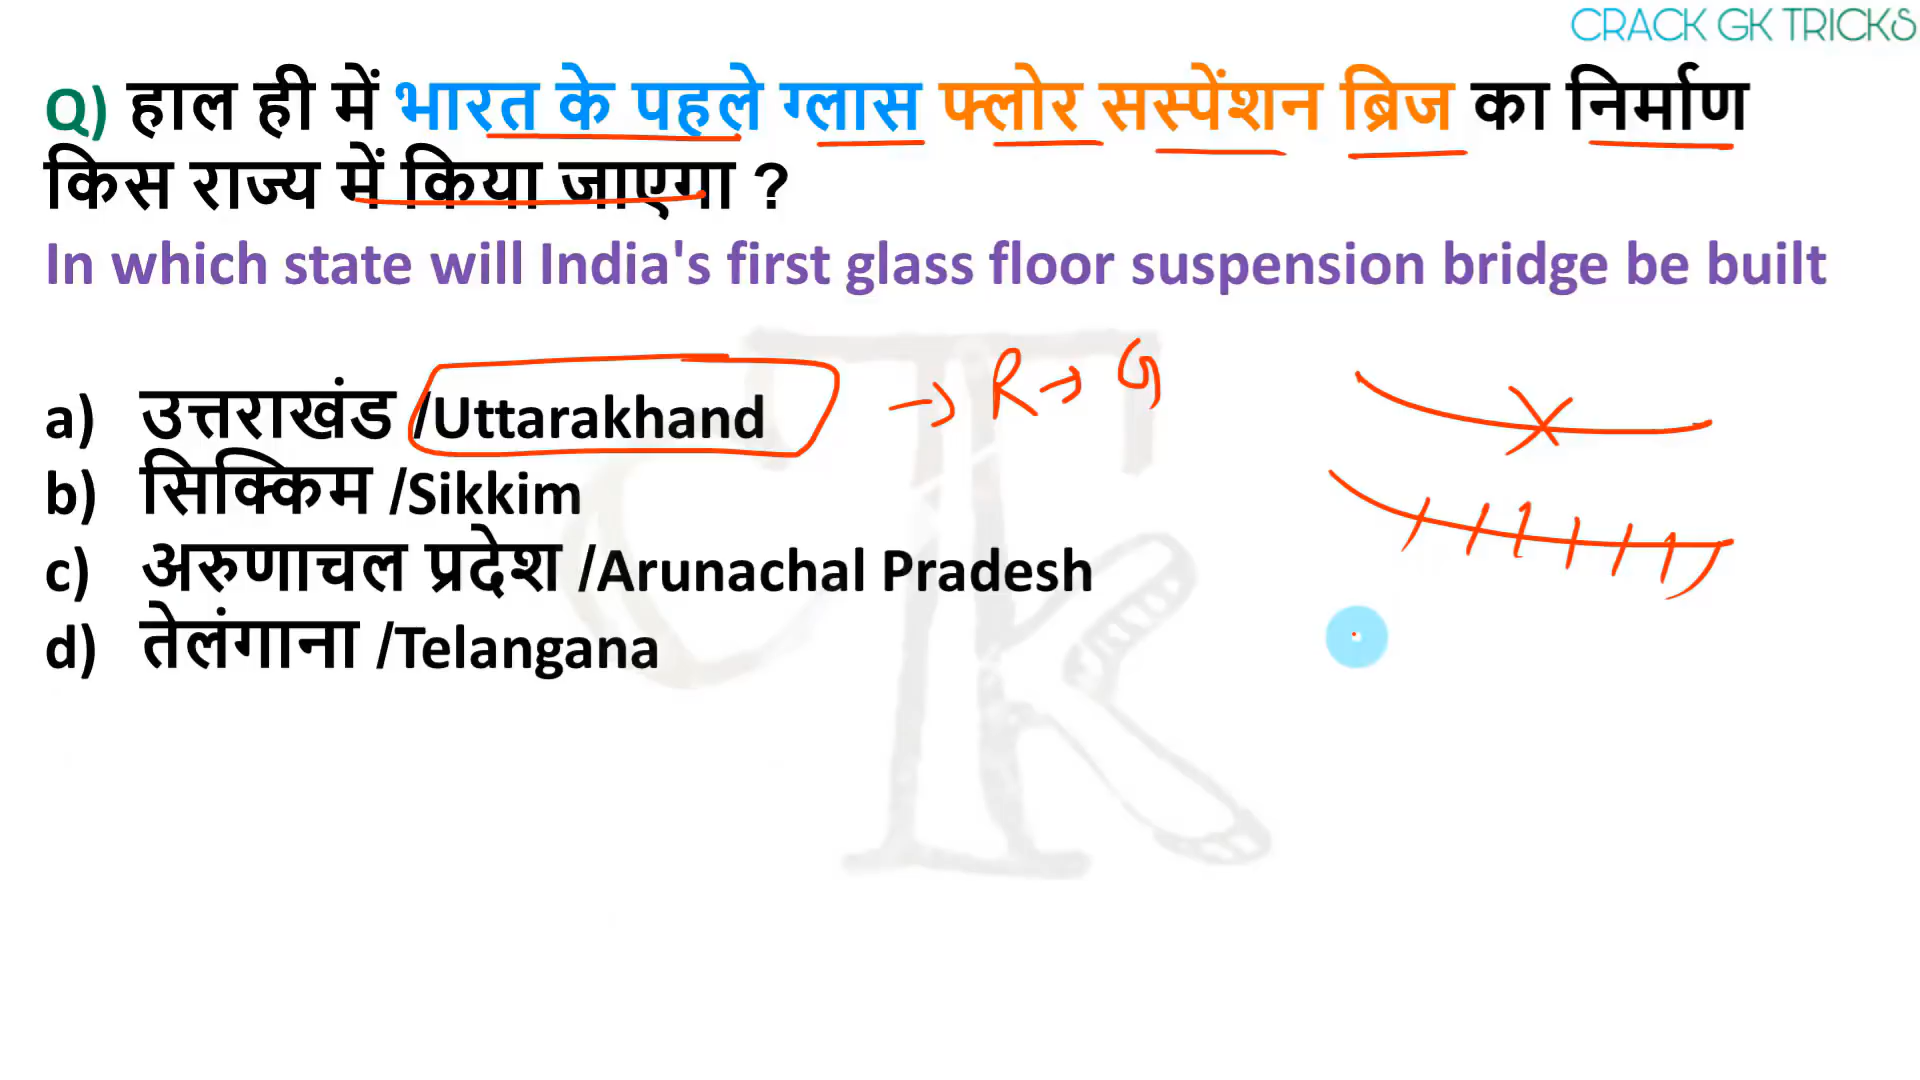 CRACK GK TRICKS
Q) हाल ही में भारत के पहले ग्लास फ्लोर सस्पेंशन ब्रिज का निर्माण
किस राज्य में किया जाएगा ?
In which state will India's first glass floor suspension bridge be built
a) उत्तराखंड /Uttarakhand → R → G
b) सिक्किम /Sikkim
c) अरुणाचल प्रदेश /Arunachal Pradesh
d) तेलंगाना /Telangana